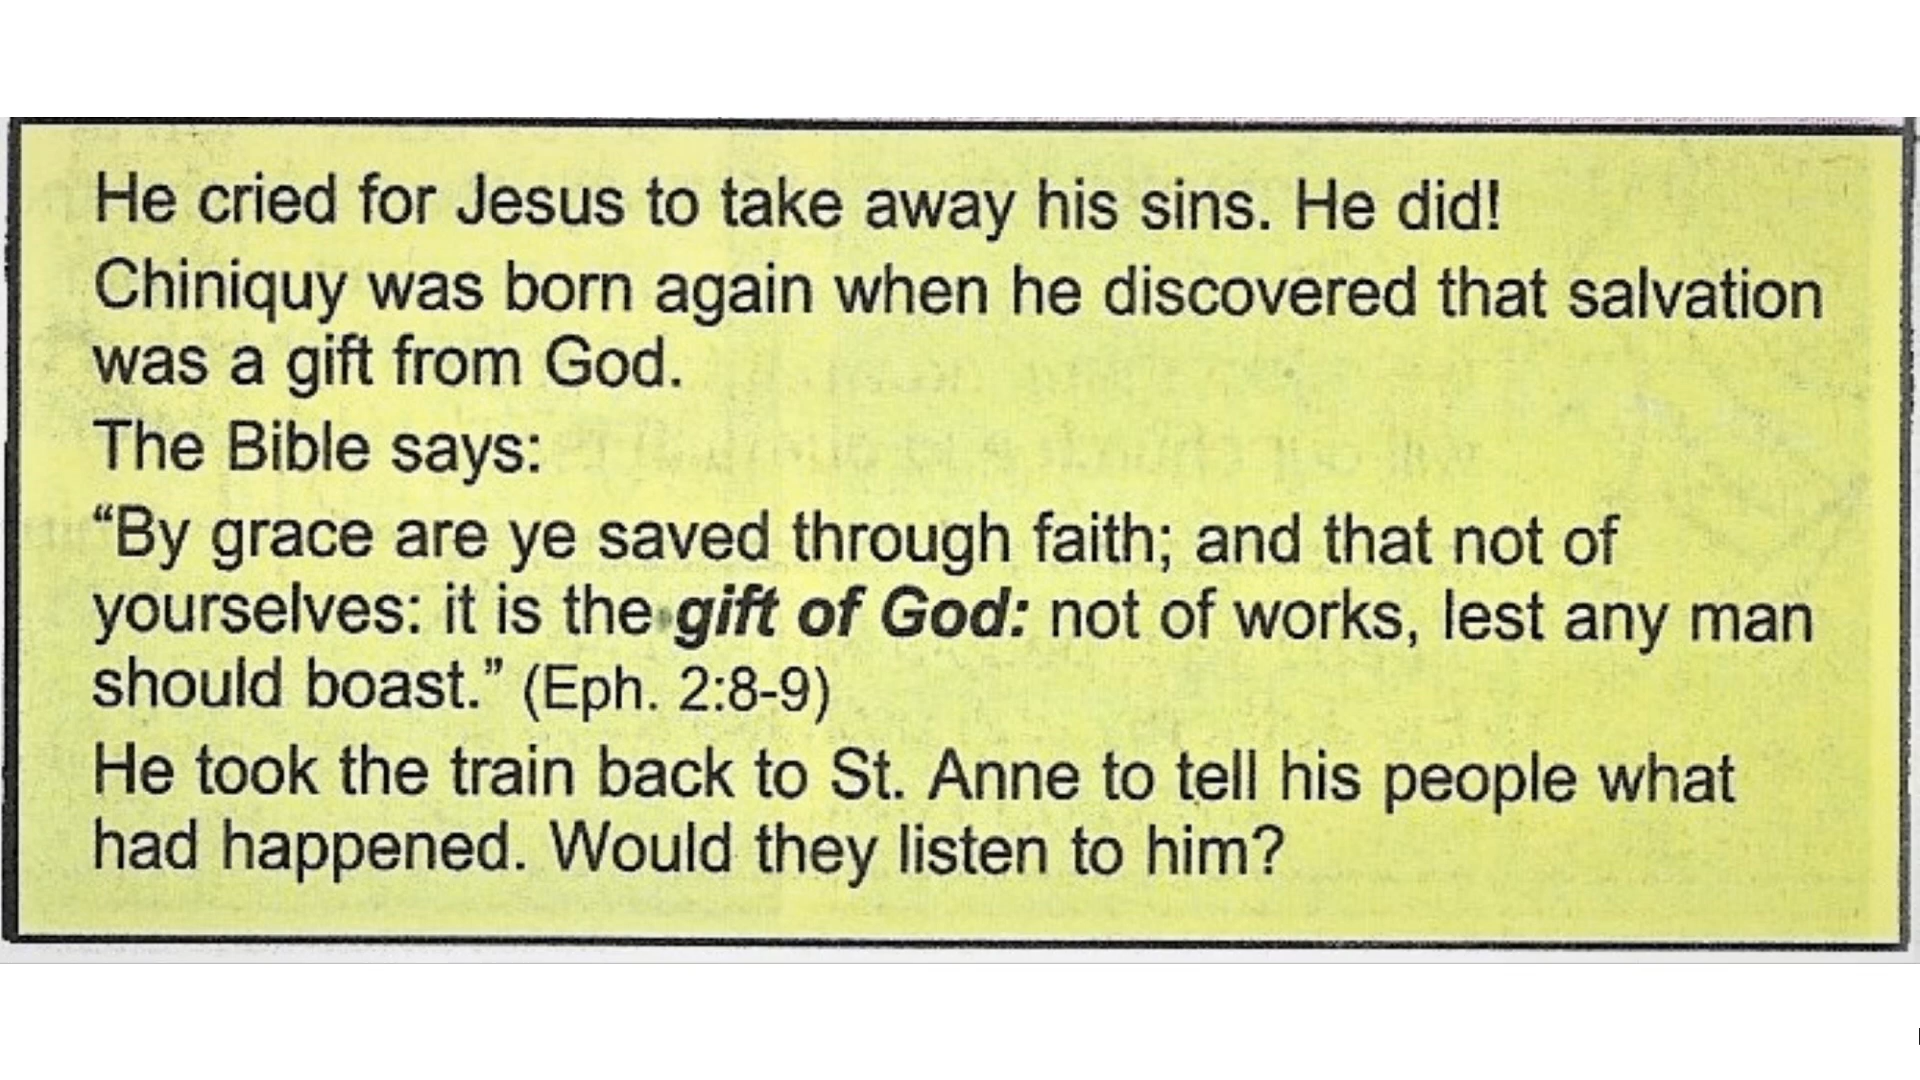 He cried for Jesus to take away his sins. He did!
Chiniquy was born again when he discovered that salvation
was a gift from God.
The Bible says:
“By grace are ye saved through faith; and that not of
yourselves: it is the gift of God: not of works, lest any man
should boast.” (Eph. 2:8-9)
He took the train back to St. Anne to tell his people what
had happened. Would they listen to him?